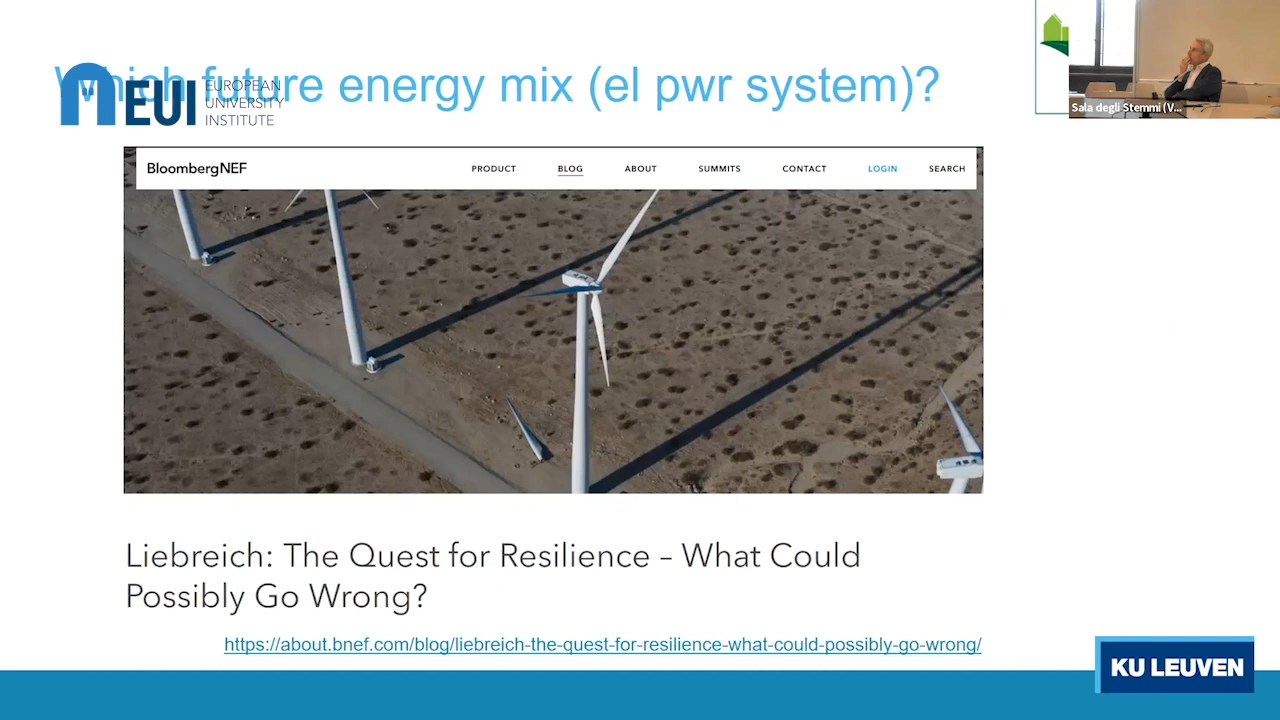 Which future energy mix (el pwr system)?
EUI
EUROPEAN
UNIVERSITY
INSTITUTE
Sala degli Stemmi (V...
BloombergNEF
PRODUCT BLOG ABOUT SUMMITS CONTACT LOGIN SEARCH
Liebreich: The Quest for Resilience – What Could
Possibly Go Wrong?
https://about.bnef.com/blog/liebreich-the-quest-for-resilience-what-could-possibly-go-wrong/
KU LEUVEN